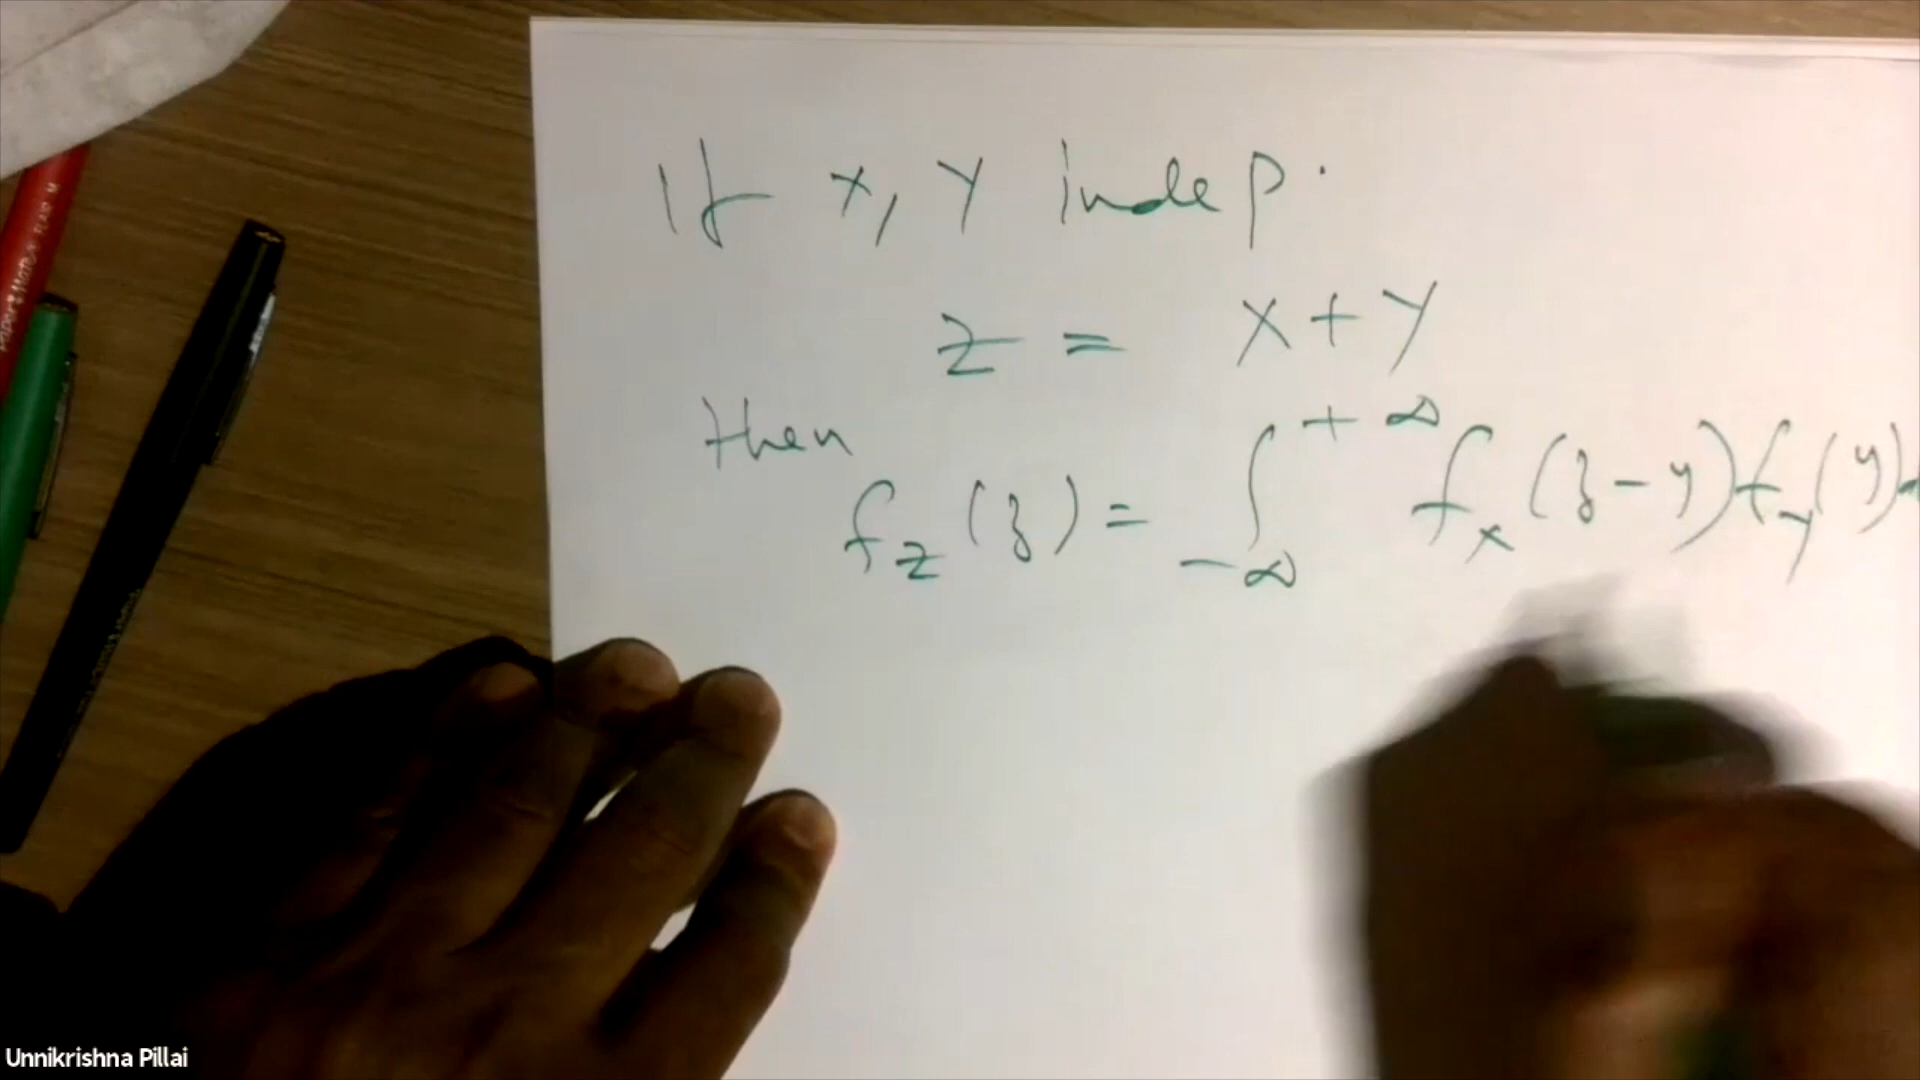 If X, Y indep.
Z = X + Y
then
f_Z(z) = ∫_{-∞}^{+∞} f_X(z-y) f_Y(y)
Unnikrishna Pillai